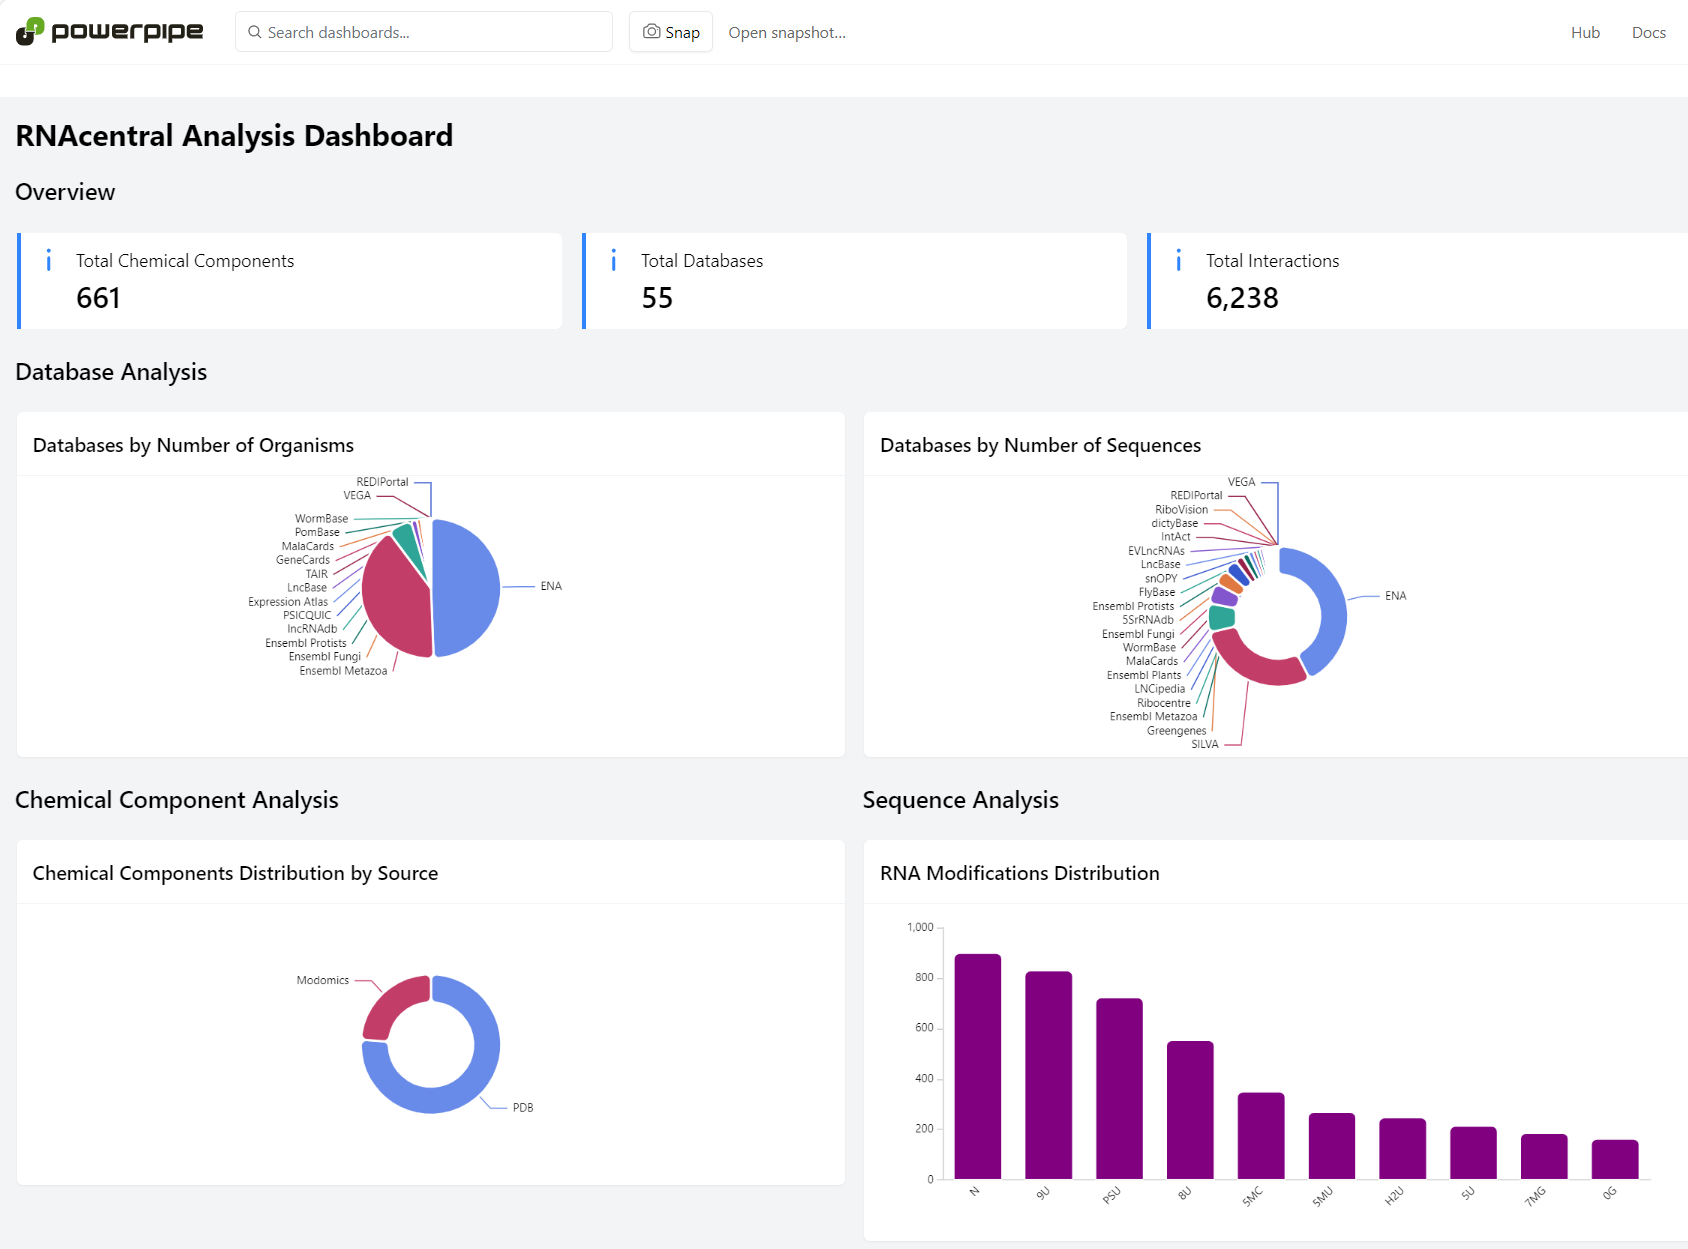 powerpipe
Search dashboards...
Snap
Open snapshot...
Hub
Docs
RNAcentral Analysis Dashboard
Overview
Total Chemical Components
661
Total Databases
55
Total Interactions
6,238
Database Analysis
Databases by Number of Organisms
REDIPortal
VEGA
WormBase
PomBase
MalaCards
GeneCards
TAIR
LncBase
Expression Atlas
PSICQUIC
lncRNAdb
Ensembl Protists
Ensembl Fungi
Ensembl Metazoa
ENA
Databases by Number of Sequences
VEGA
REDIPortal
RiboVision
dictyBase
IntAct
EVLncRNAs
LncBase
snOPY
FlyBase
Ensembl Protists
5SrRNAdb
Ensembl Fungi
WormBase
MalaCards
Ensembl Plants
LNCipedia
Ribocentre
Ensembl Metazoa
Greengenes
SILVA
ENA
Chemical Component Analysis
Chemical Components Distribution by Source
Modomics
PDB
Sequence Analysis
RNA Modifications Distribution
1,000
800
600
400
200
0
N
9U
PSU
8U
5MC
5MU
H2U
5U
7MG
0G